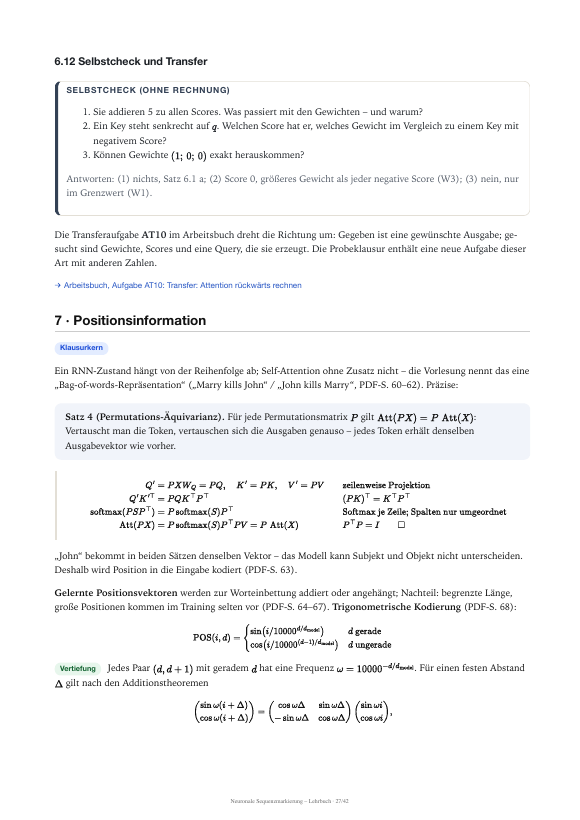 6.12 Selbstcheck und Transfer
SELBSTCHECK (OHNE RECHNUNG)
1. Sie addieren 5 zu allen Scores. Was passiert mit den Gewichten – und warum?
2. Ein Key steht senkrecht auf q. Welchen Score hat er, welches Gewicht im Vergleich zu einem Key mit
negativem Score?
3. Können Gewichte (1; 0; 0) exakt herauskommen?
Antworten: (1) nichts, Satz 6.1 a; (2) Score 0, größeres Gewicht als jeder negative Score (W3); (3) nein, nur
im Grenzwert (W1).
Die Transferaufgabe AT10 im Arbeitsbuch dreht die Richtung um: Gegeben ist eine gewünschte Ausgabe; ge-
sucht sind Gewichte, Scores und eine Query, die sie erzeugt. Die Probeklausur enthält eine neue Aufgabe dieser
Art mit anderen Zahlen.
→ Arbeitsbuch, Aufgabe AT10: Transfer: Attention rückwärts rechnen
7 · Positionsinformation
Klausurkern
Ein RNN-Zustand hängt von der Reihenfolge ab; Self-Attention ohne Zusatz nicht – die Vorlesung nennt das eine
„Bag-of-words-Repräsentation“ („Marry kills John“ / „John kills Marry“, PDF-S. 60–62). Präzise:
Satz 4 (Permutations-Äquivarianz). Für jede Permutationsmatrix P gilt Att(PX) = P Att(X):
Vertauscht man die Token, vertauschen sich die Ausgaben genauso – jedes Token erhält denselben
Ausgabevektor wie vorher.
Q′ = PXW_Q = PQ, K′ = PK, V′ = PV zeilenweise Projektion
Q′K′⊤ = PQK⊤P⊤ (PK)⊤ = K⊤P⊤
softmax(PSP⊤) = P softmax(S)P⊤ Softmax je Zeile; Spalten nur umgeordnet
Att(PX) = P softmax(S)P⊤PV = P Att(X) P⊤P = I □
„John“ bekommt in beiden Sätzen denselben Vektor – das Modell kann Subjekt und Objekt nicht unterscheiden.
Deshalb wird Position in die Eingabe kodiert (PDF-S. 63).
Gelernte Positionsvektoren werden zur Worteinbettung addiert oder angehängt; Nachteil: begrenzte Länge,
große Positionen kommen im Training selten vor (PDF-S. 64–67). Trigonometrische Kodierung (PDF-S. 68):
POS(i, d) = { sin(i/10000^{d/d_model}) d gerade
cos(i/10000^{(d−1)/d_model}) d ungerade
Vertiefung Jedes Paar (d, d + 1) mit geradem d hat eine Frequenz ω = 10000^{−d/d_model}. Für einen festen Abstand
Δ gilt nach den Additionstheoremen
(sin ω(i + Δ)) = (cos ωΔ sin ωΔ) (sin ωi)
(cos ω(i + Δ)) (− sin ωΔ cos ωΔ) (cos ωi),
Neuronale Sequenzmarkierung – Lehrbuch · 27/42